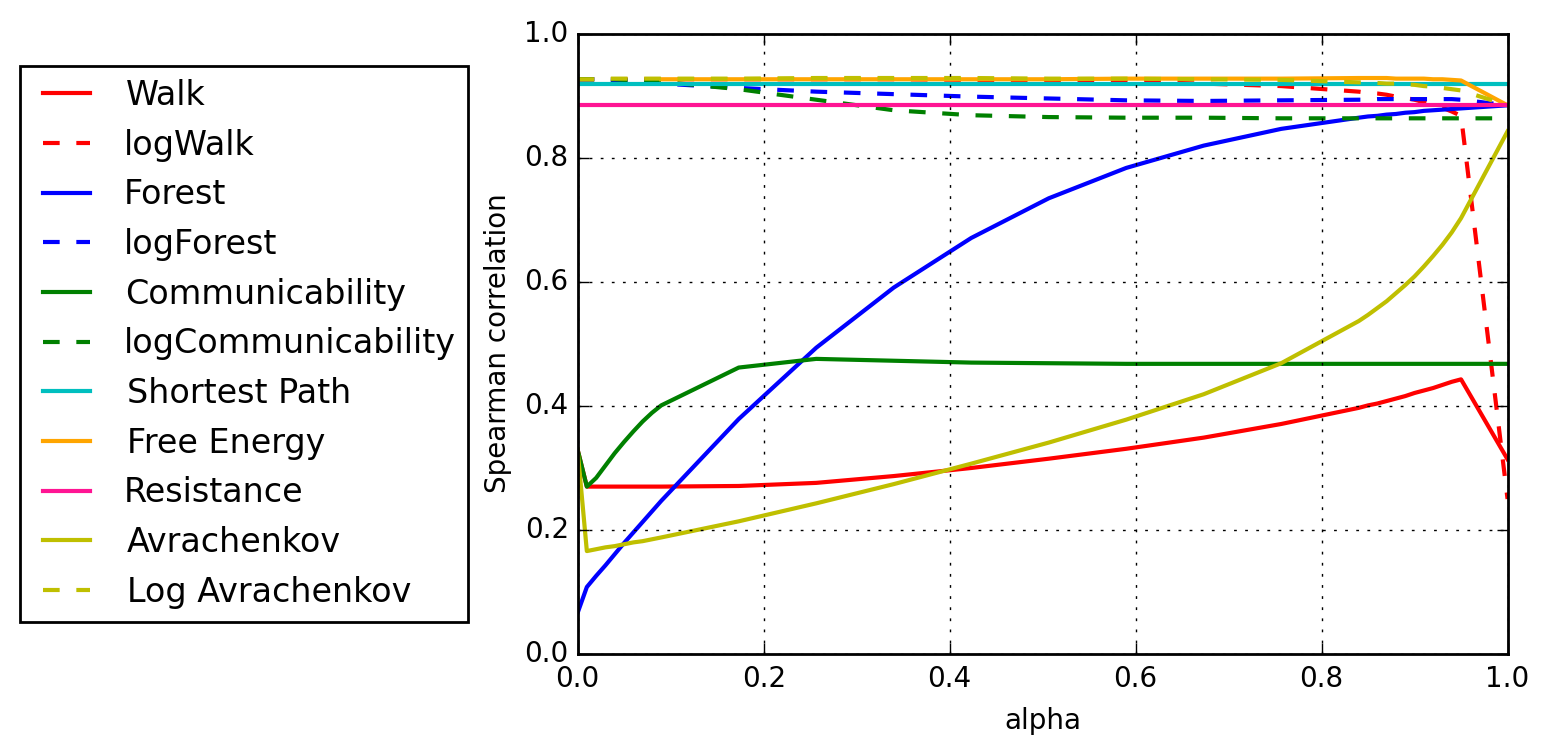 Walk
logWalk
Forest
logForest
Communicability
logCommunicability
Shortest Path
Free Energy
Resistance
Avrachenkov
Log Avrachenkov
Spearman correlation
1.0
0.8
0.6
0.4
0.2
0.0
0.0 0.2 0.4 0.6 0.8 1.0
alpha